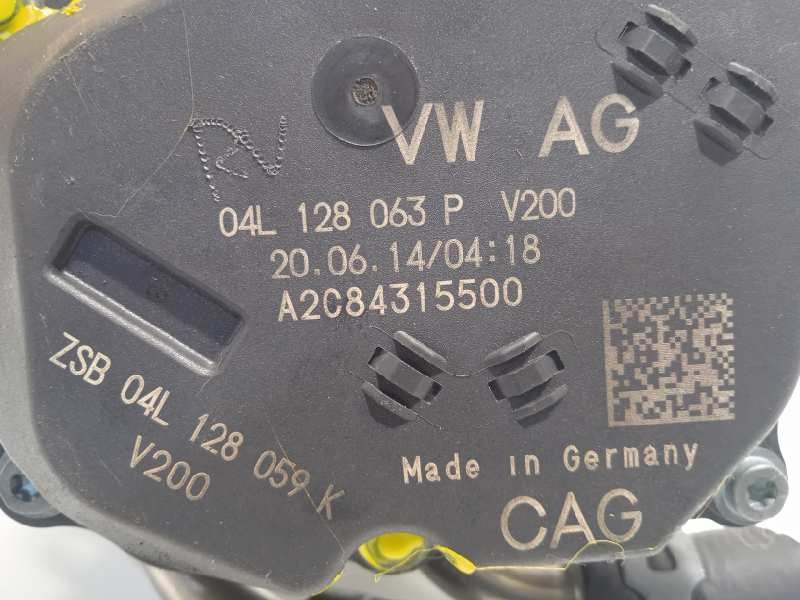 VW AG
04L 128 063 P V200
20.06.14/04:18
A2C84315500
ZSB 04L 128 059 K
V200
Made in Germany
CAG